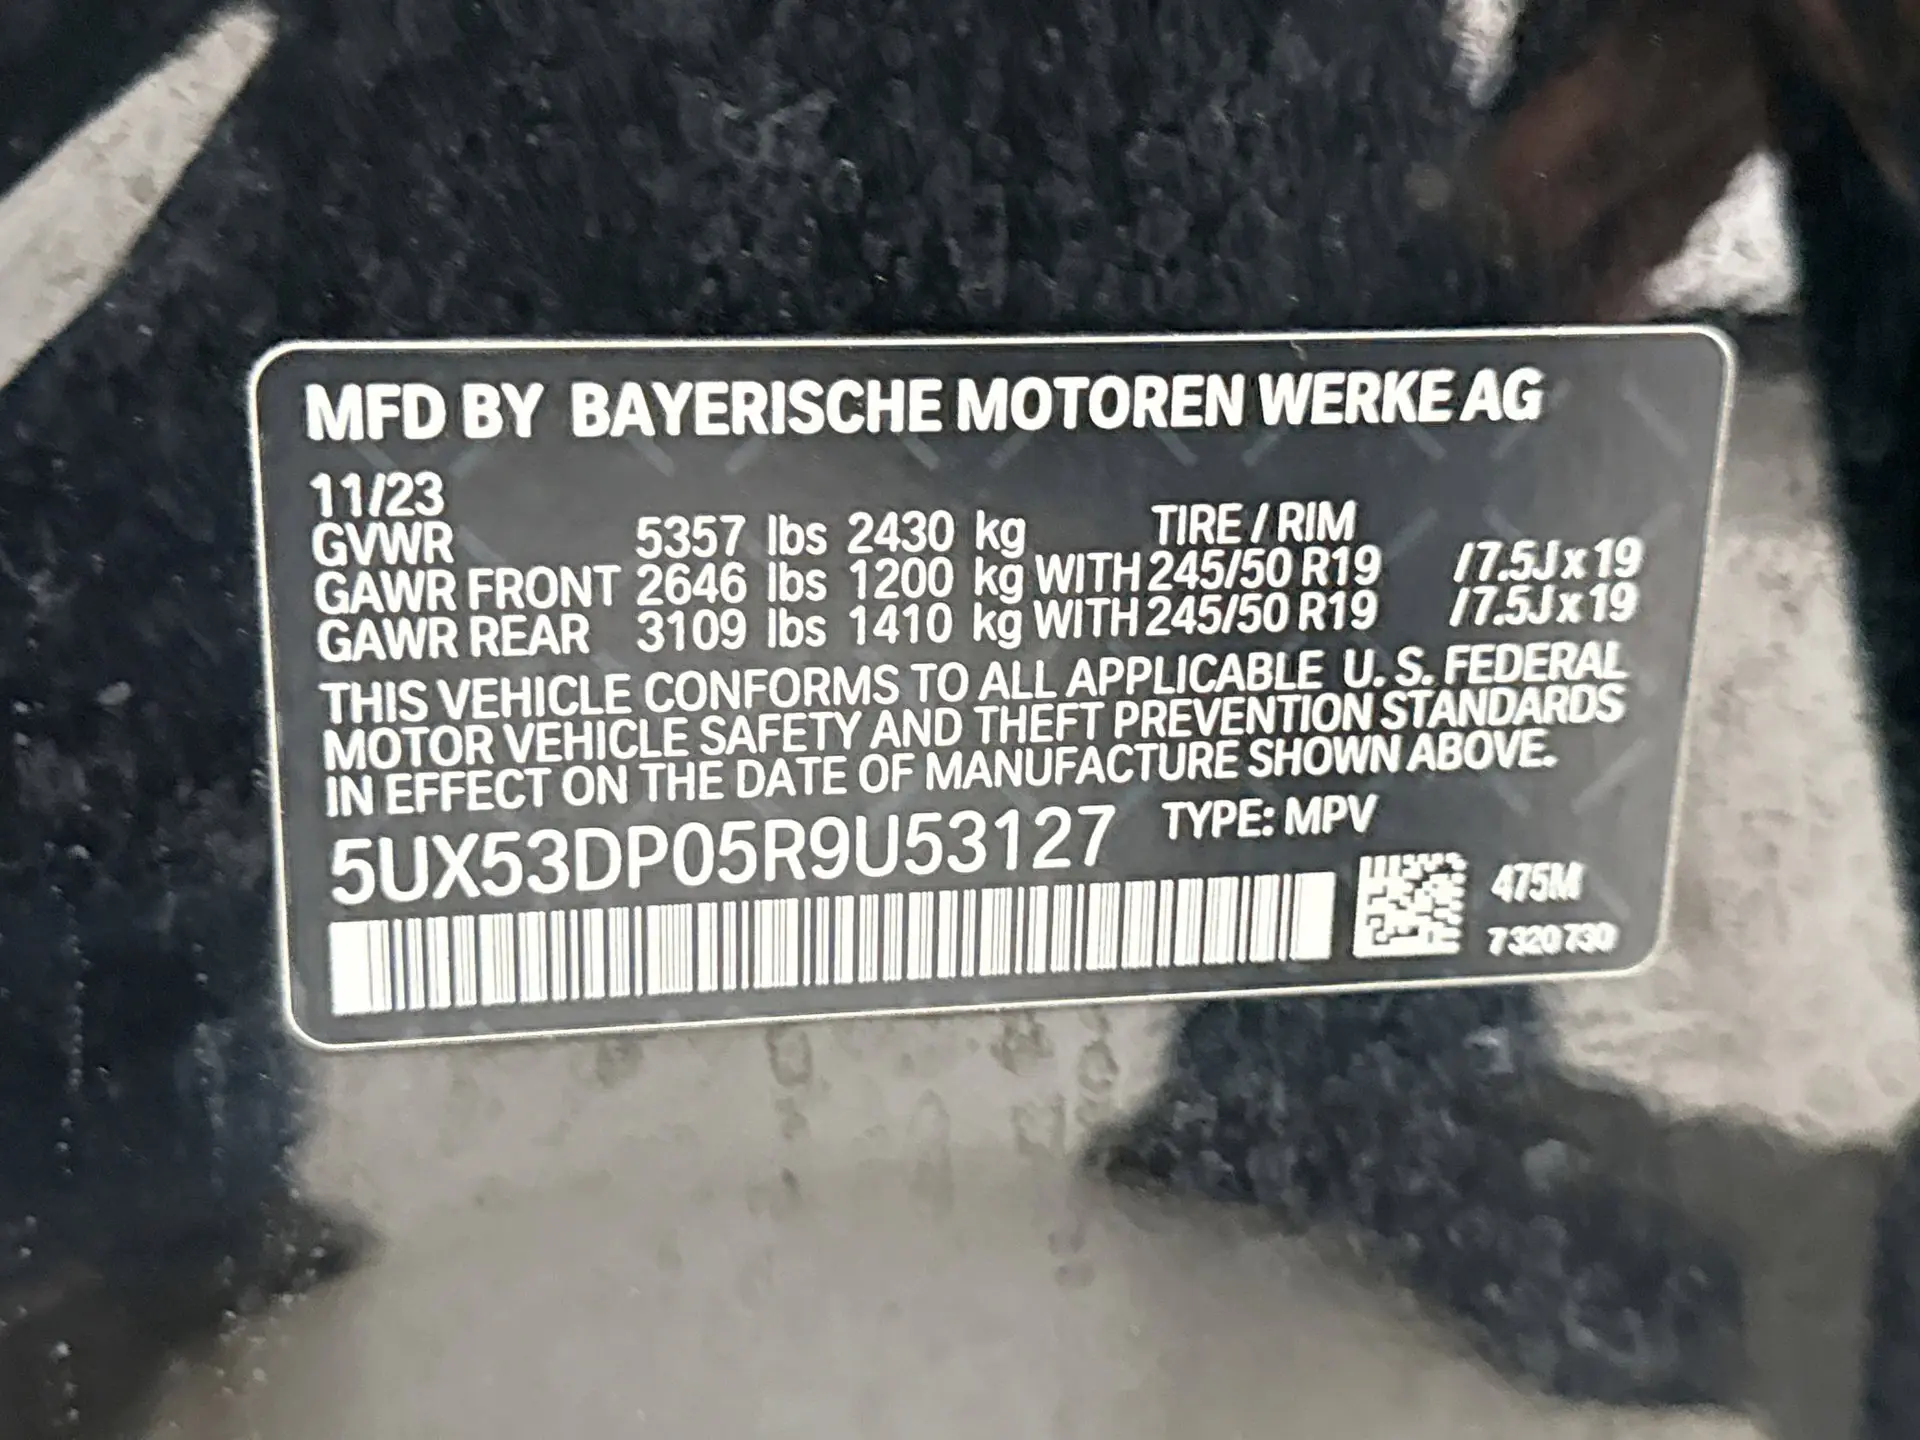 MFD BY BAYERISCHE MOTOREN WERKE AG
11/23
GVWR 5357 lbs 2430 kg TIRE / RIM
GAWR FRONT 2646 lbs 1200 kg WITH 245/50 R19 /7.5J x 19
GAWR REAR 3109 lbs 1410 kg WITH 245/50 R19 /7.5J x 19
THIS VEHICLE CONFORMS TO ALL APPLICABLE U. S. FEDERAL
MOTOR VEHICLE SAFETY AND THEFT PREVENTION STANDARDS
IN EFFECT ON THE DATE OF MANUFACTURE SHOWN ABOVE.
5UX53DP05R9U53127 TYPE: MPV
475M
7 320 730